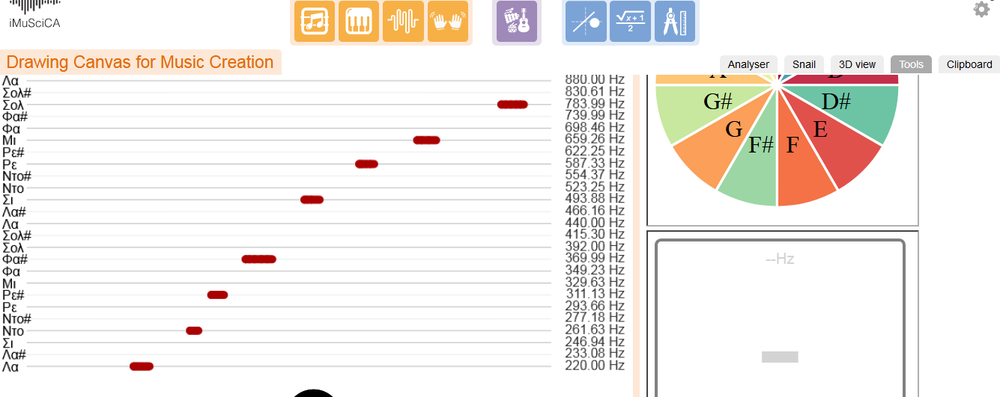 iMuSciCA
√x+1
2
Drawing Canvas for Music Creation
Analyser Snail 3D view Tools Clipboard
Λα 880.00 Hz
Σολ# 830.61 Hz
Σολ 783.99 Hz
Φα# 739.99 Hz
Φα 698.46 Hz
Μι 659.26 Hz
Ρε# 622.25 Hz
Ρε 587.33 Hz
Ντο# 554.37 Hz
Ντο 523.25 Hz
Σι 493.88 Hz
Λα# 466.16 Hz
Λα 440.00 Hz
Σολ# 415.30 Hz
Σολ 392.00 Hz
Φα# 369.99 Hz
Φα 349.23 Hz
Μι 329.63 Hz
Ρε# 311.13 Hz
Ρε 293.66 Hz
Ντο# 277.18 Hz
Ντο 261.63 Hz
Σι 246.94 Hz
Λα# 233.08 Hz
Λα 220.00 Hz
A D
G# D#
G E
F# F
--Hz